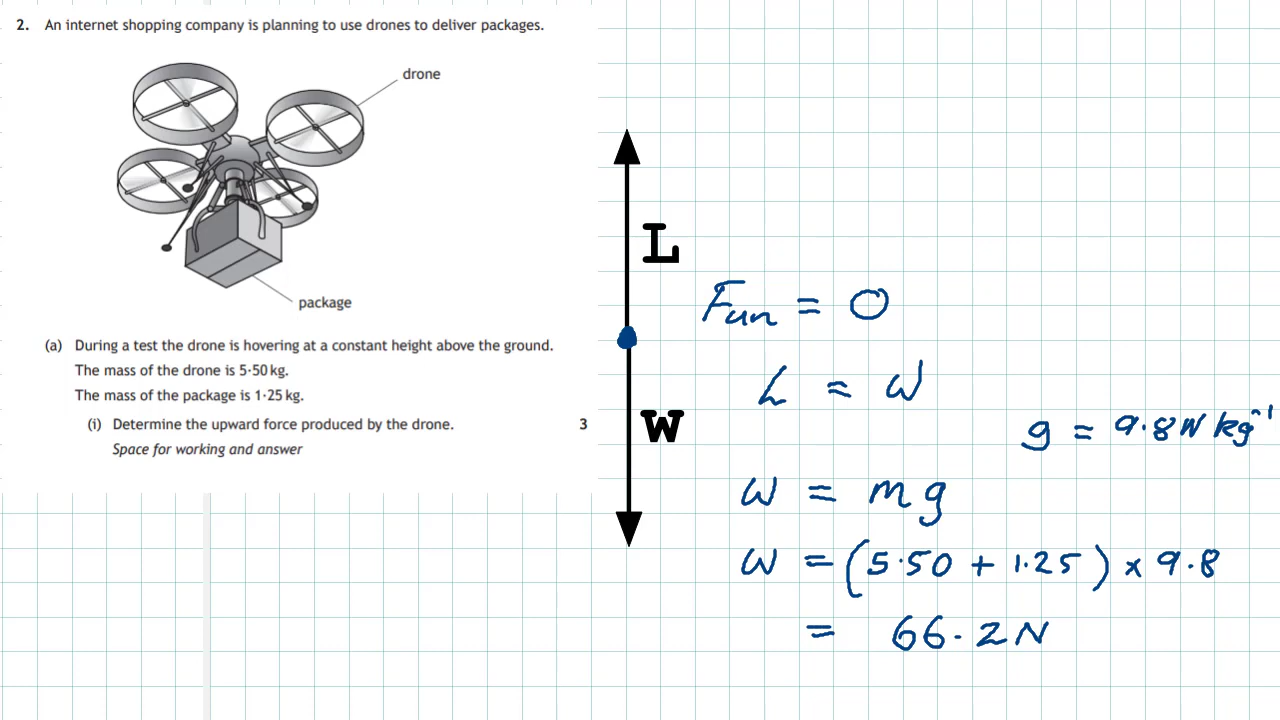 2. An internet shopping company is planning to use drones to deliver packages.
drone
package
(a) During a test the drone is hovering at a constant height above the ground.
The mass of the drone is 5·50 kg.
The mass of the package is 1·25 kg.
(i) Determine the upward force produced by the drone. 3
Space for working and answer
L
W
Fun = 0
L = W
g = 9.8N kg⁻¹
W = mg
W = (5.50 + 1.25) × 9.8
= 66.2N